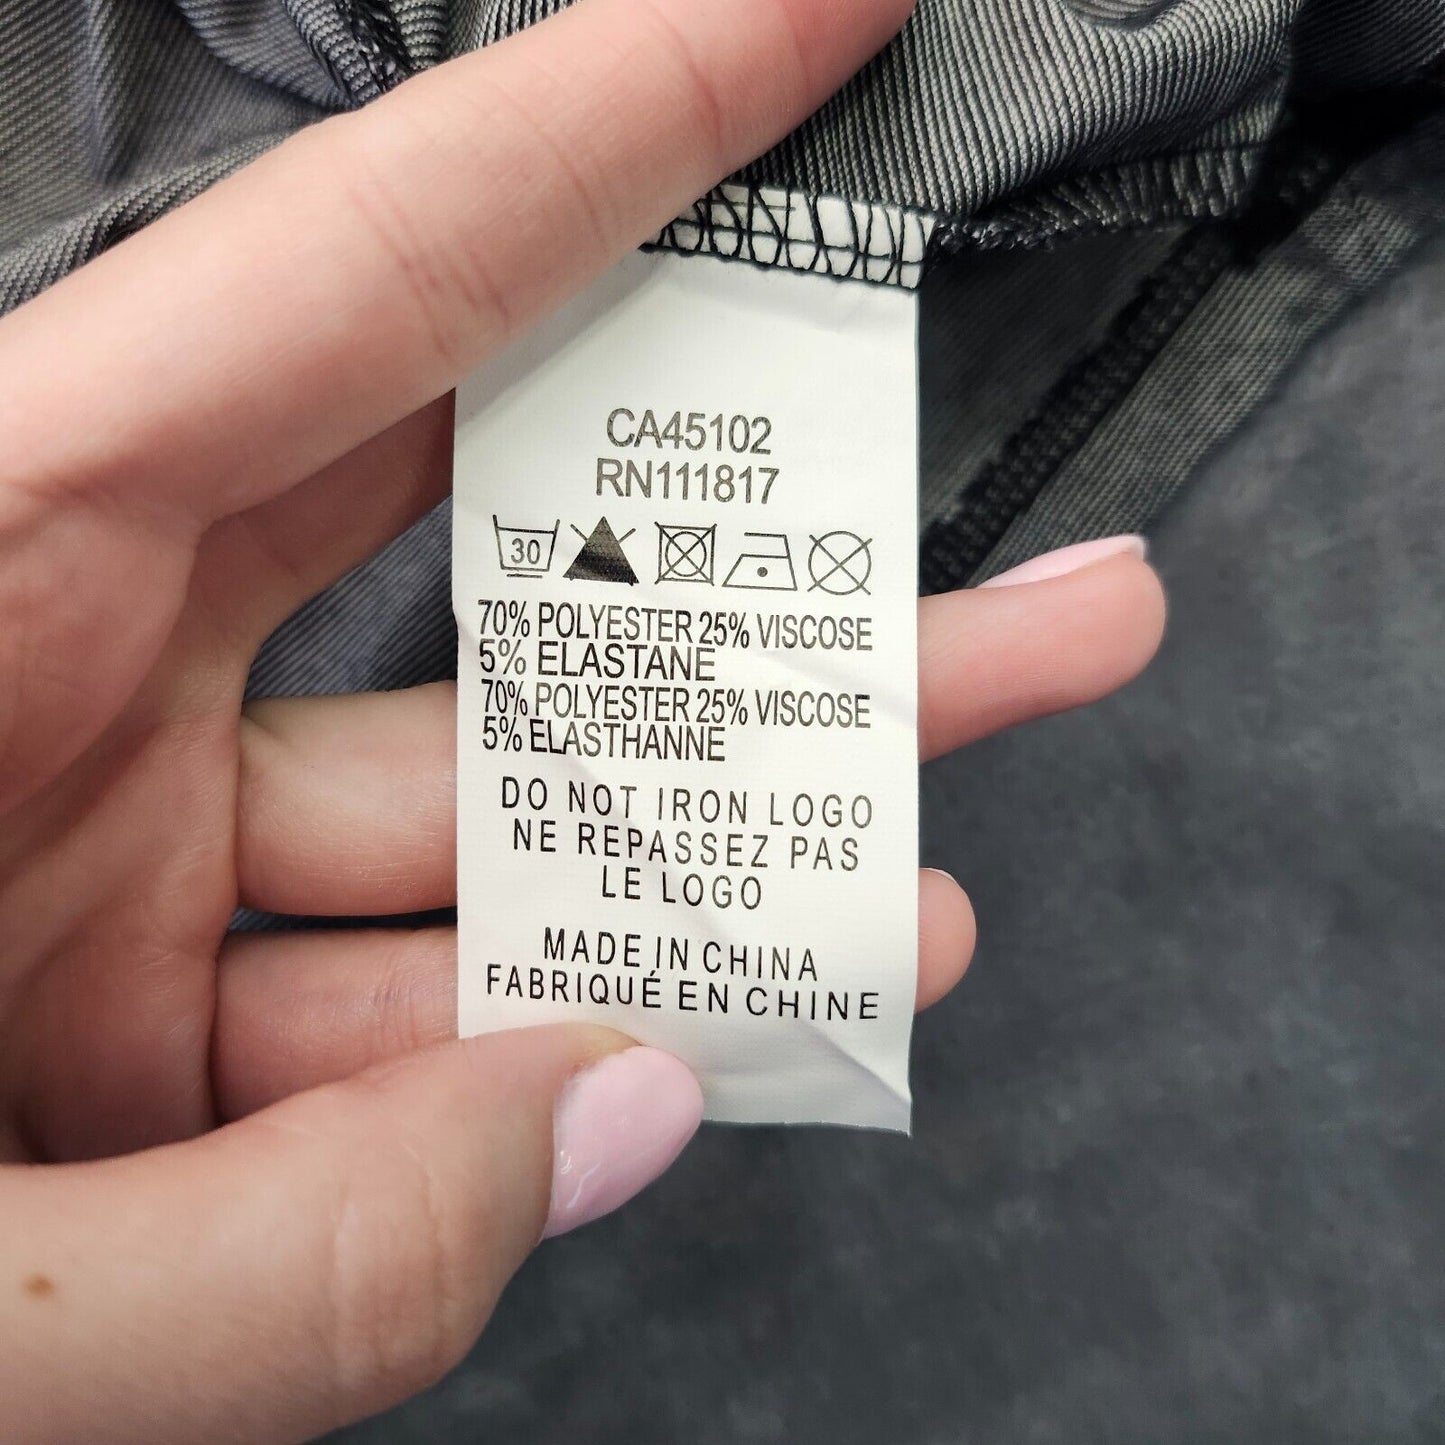 CA45102
RN111817
30
70% POLYESTER 25% VISCOSE
5% ELASTANE
70% POLYESTER 25% VISCOSE
5% ELASTHANNE
DO NOT IRON LOGO
NE REPASSEZ PAS
LE LOGO
MADE IN CHINA
FABRIQUÉ EN CHINE